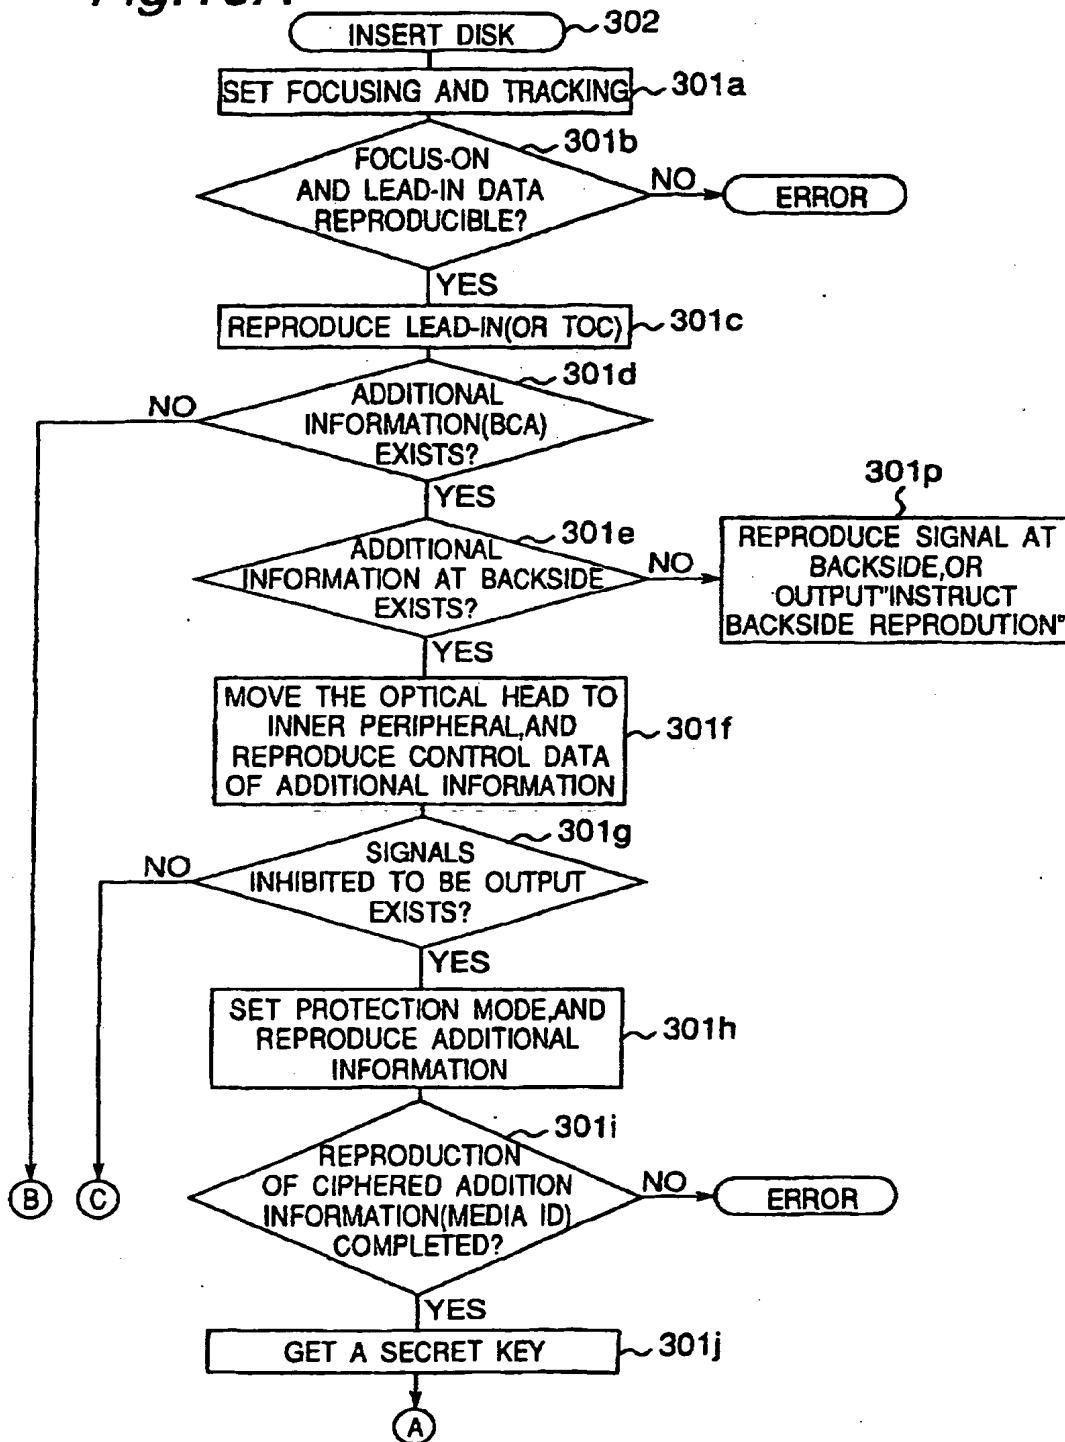 INSERT DISK
302
SET FOCUSING AND TRACKING
301a
301b
FOCUS-ON
AND LEAD-IN DATA
REPRODUCIBLE?
NO
ERROR
YES
REPRODUCE LEAD-IN(OR TOC)
301c
301d
ADDITIONAL
INFORMATION(BCA)
EXISTS?
NO
YES
301e
ADDITIONAL
INFORMATION AT BACKSIDE
EXISTS?
NO
301p
REPRODUCE SIGNAL AT
BACKSIDE,OR
OUTPUT"INSTRUCT
BACKSIDE REPRODUTION"
YES
MOVE THE OPTICAL HEAD TO
INNER PERIPHERAL,AND
REPRODUCE CONTROL DATA
OF ADDITIONAL INFORMATION
301f
301g
SIGNALS
INHIBITED TO BE OUTPUT
EXISTS?
NO
YES
SET PROTECTION MODE,AND
REPRODUCE ADDITIONAL
INFORMATION
301h
301i
REPRODUCTION
OF CIPHERED ADDITION
INFORMATION(MEDIA ID)
COMPLETED?
NO
ERROR
B
C
YES
GET A SECRET KEY
301j
A